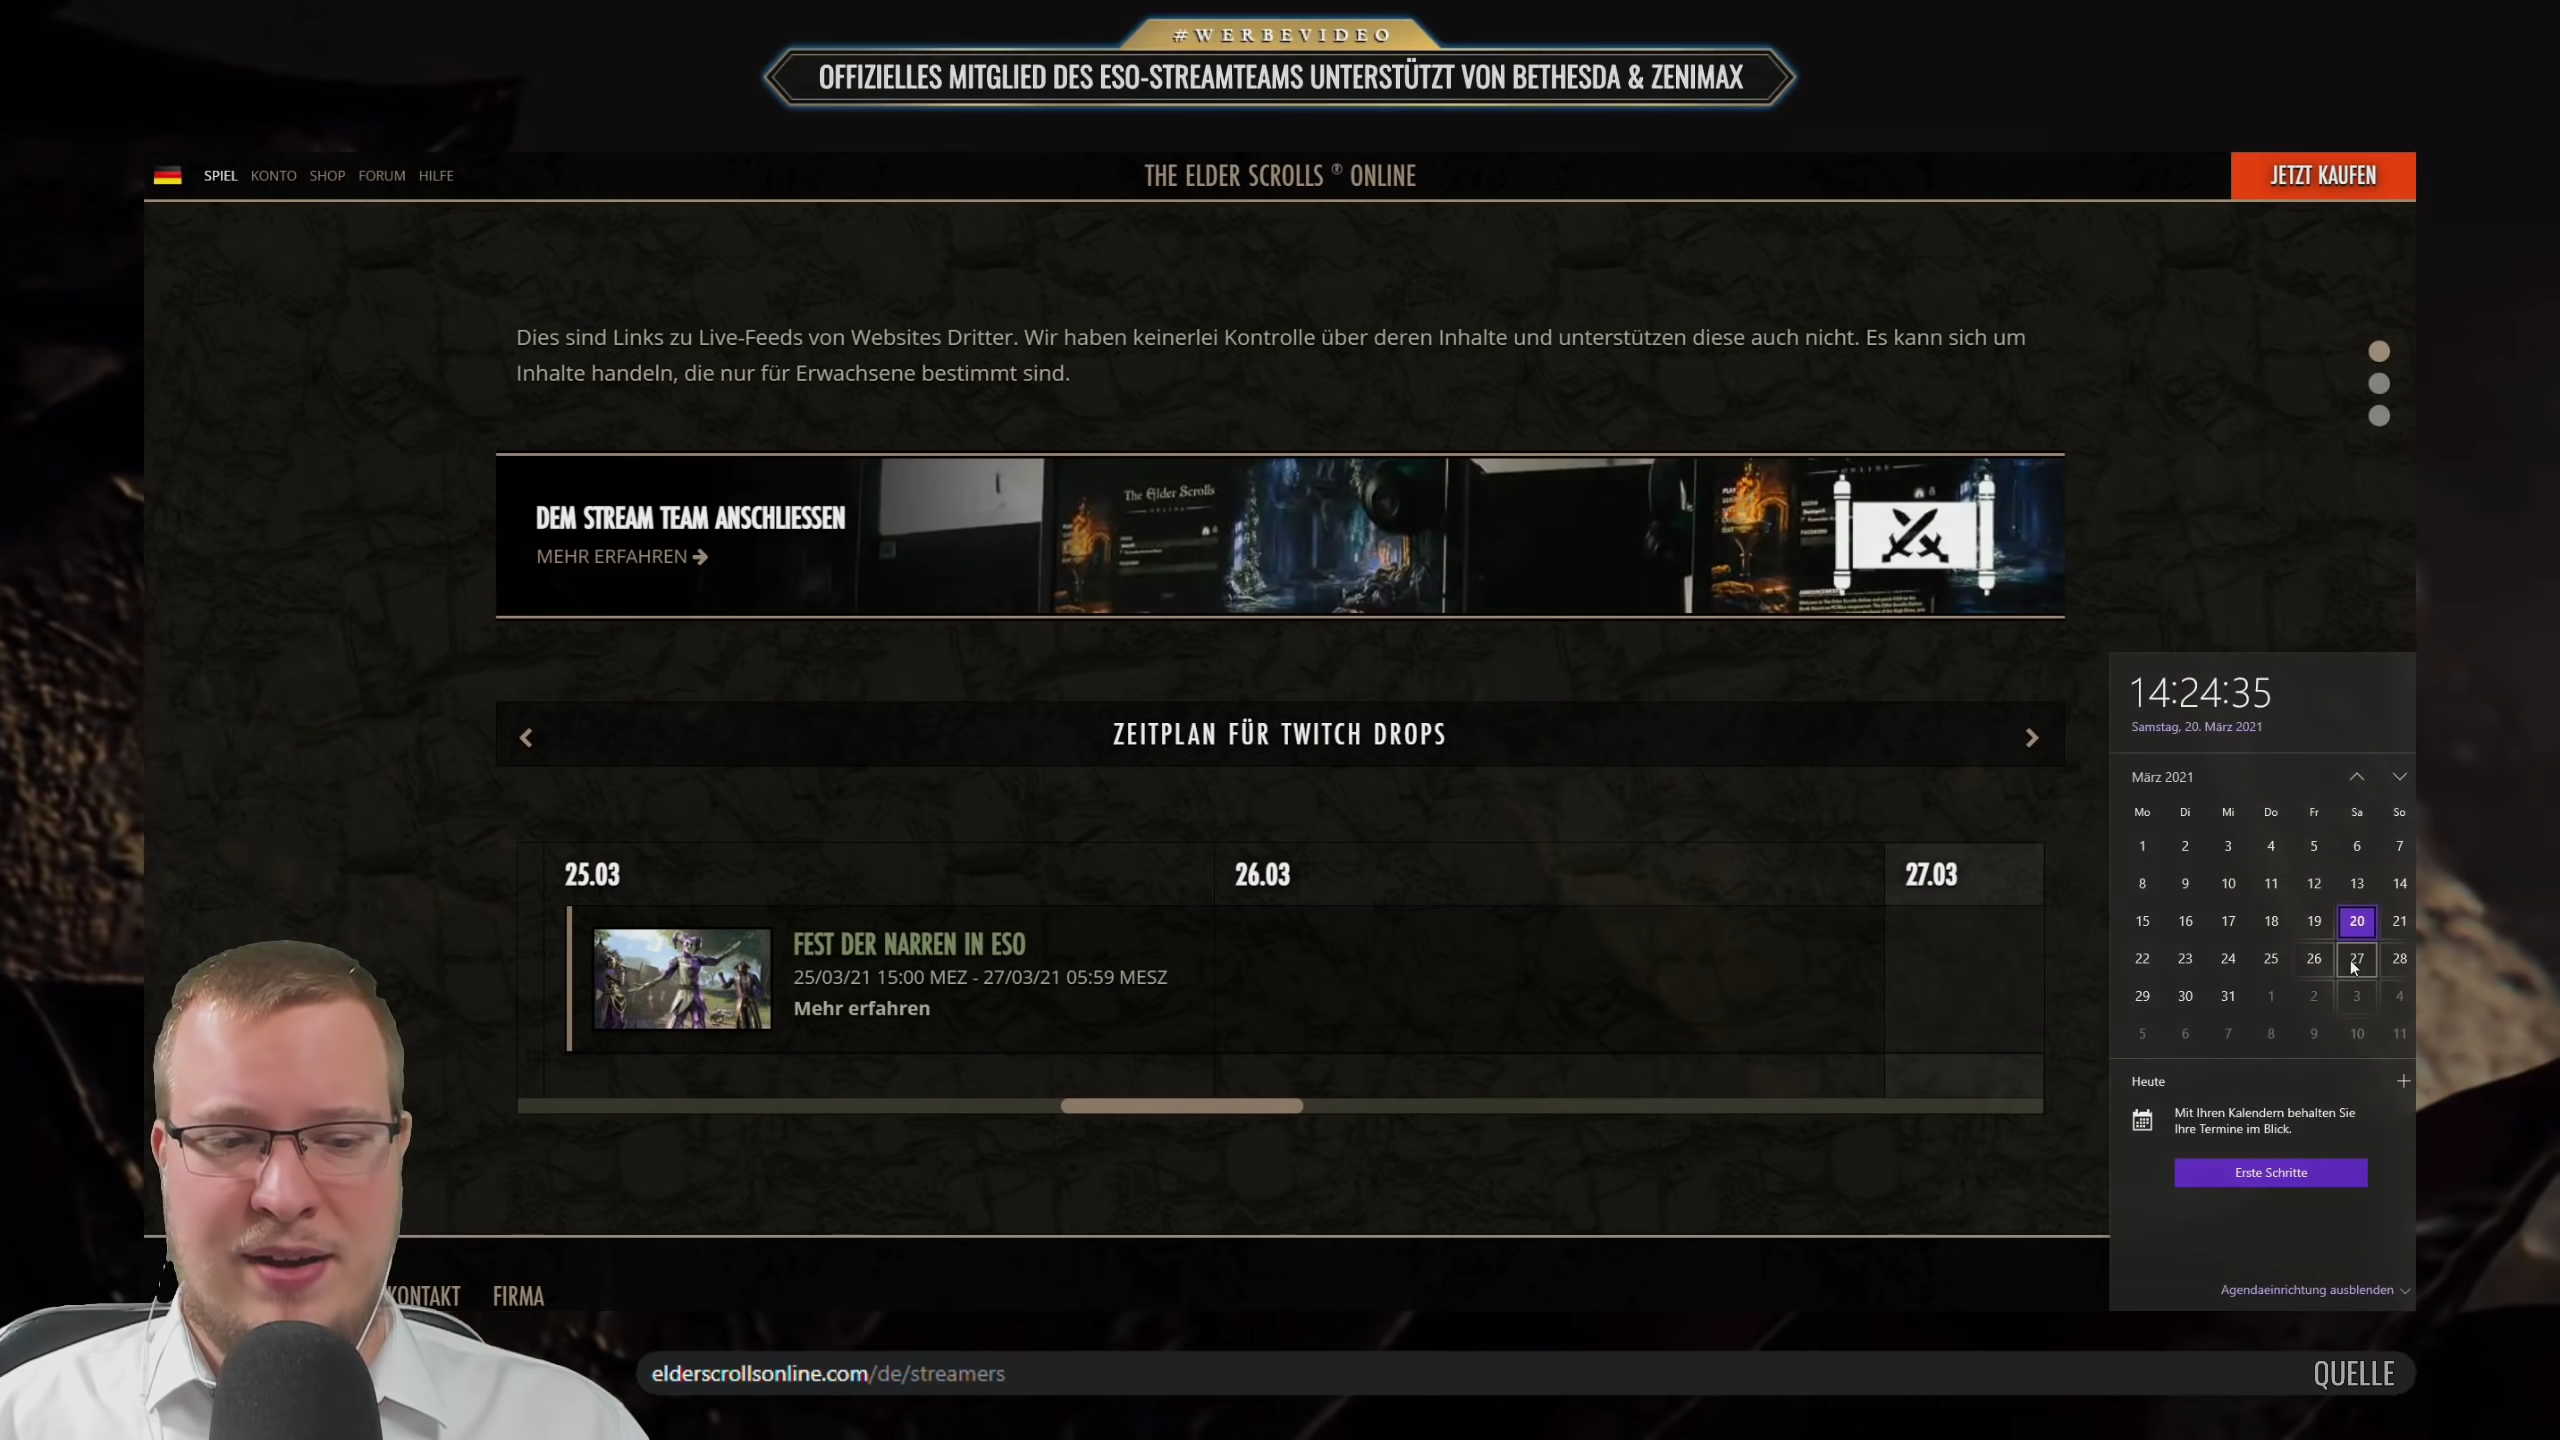 #WERBEVIDEO
OFFIZIELLES MITGLIED DES ESO-STREAMTEAMS UNTERSTÜTZT VON BETHESDA & ZENIMAX
SPIEL KONTO SHOP FORUM HILFE
THE ELDER SCROLLS ® ONLINE
JETZT KAUFEN
Dies sind Links zu Live-Feeds von Websites Dritter. Wir haben keinerlei Kontrolle über deren Inhalte und unterstützen diese auch nicht. Es kann sich um
Inhalte handeln, die nur für Erwachsene bestimmt sind.
DEM STREAM TEAM ANSCHLIESSEN
MEHR ERFAHREN
The Elder Scrolls
ONLINE
ONLINE
ZEITPLAN FÜR TWITCH DROPS
25.03
26.03
27.03
FEST DER NARREN IN ESO
25/03/21 15:00 MEZ - 27/03/21 05:59 MESZ
Mehr erfahren
14:24:35
Samstag, 20. März 2021
März 2021
Mo Di Mi Do Fr Sa So
1 2 3 4 5 6 7
8 9 10 11 12 13 14
15 16 17 18 19 20 21
22 23 24 25 26 27 28
29 30 31 1 2 3 4
5 6 7 8 9 10 11
Heute
Mit Ihren Kalendern behalten Sie
Ihre Termine im Blick.
Erste Schritte
Agendaeinrichtung ausblenden
KONTAKT FIRMA
elderscrollsonline.com/de/streamers
QUELLE